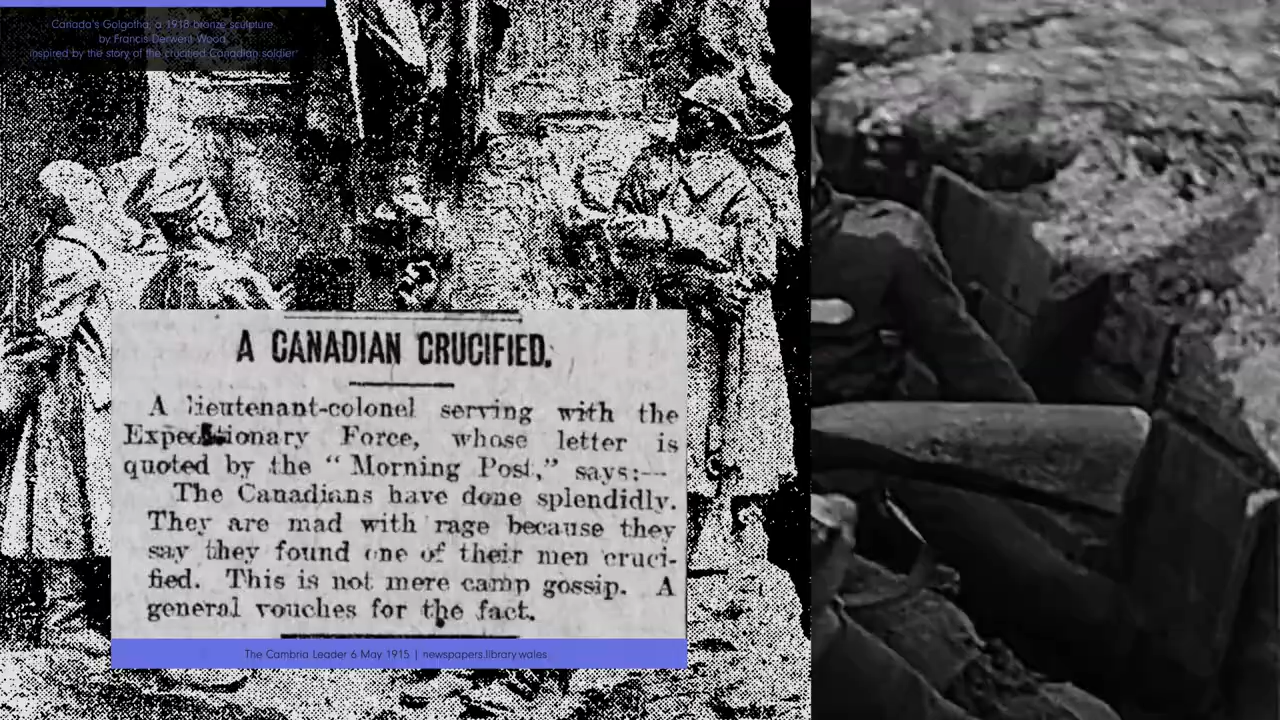 Canada's Golgotha, a 1918 bronze sculpture
by Francis Derwent Wood
inspired by the story of the crucified Canadian soldier'
A CANADIAN CRUCIFIED.
A lieutenant-colonel serving with the
Expeditionary Force, whose letter is
quoted by the “ Morning Post,” says:—
The Canadians have done splendidly.
They are mad with rage because they
say they found one of their men cruci-
fied. This is not mere camp gossip. A
general vouches for the fact.
The Cambria Leader 6 May 1915 | newspapers.library.wales